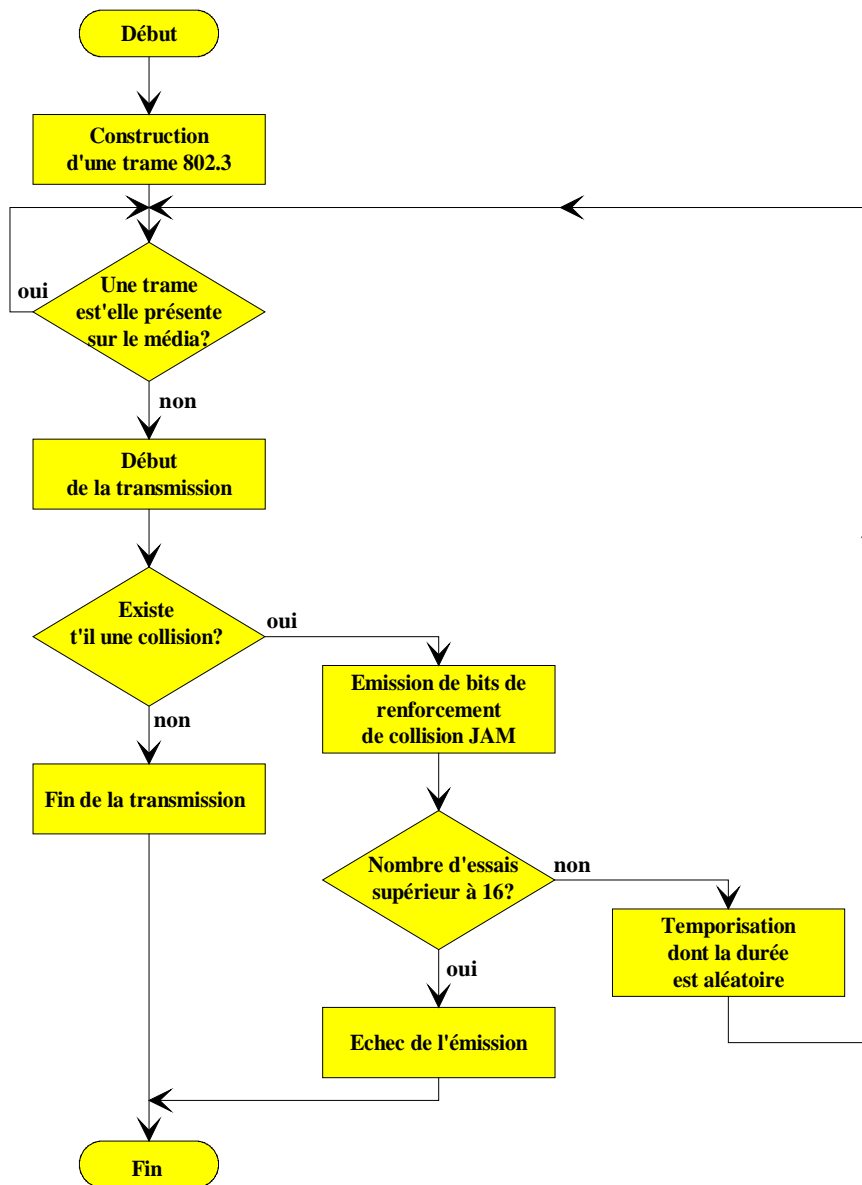 Début
Construction
d'une trame 802.3
Une trame
est'elle présente
sur le média?
oui
non
Début
de la transmission
Existe
t'il une collision?
oui
non
Emission de bits de
renforcement
de collision JAM
Fin de la transmission
Nombre d'essais
supérieur à 16?
non
oui
Temporisation
dont la durée
est aléatoire
Echec de l'émission
Fin